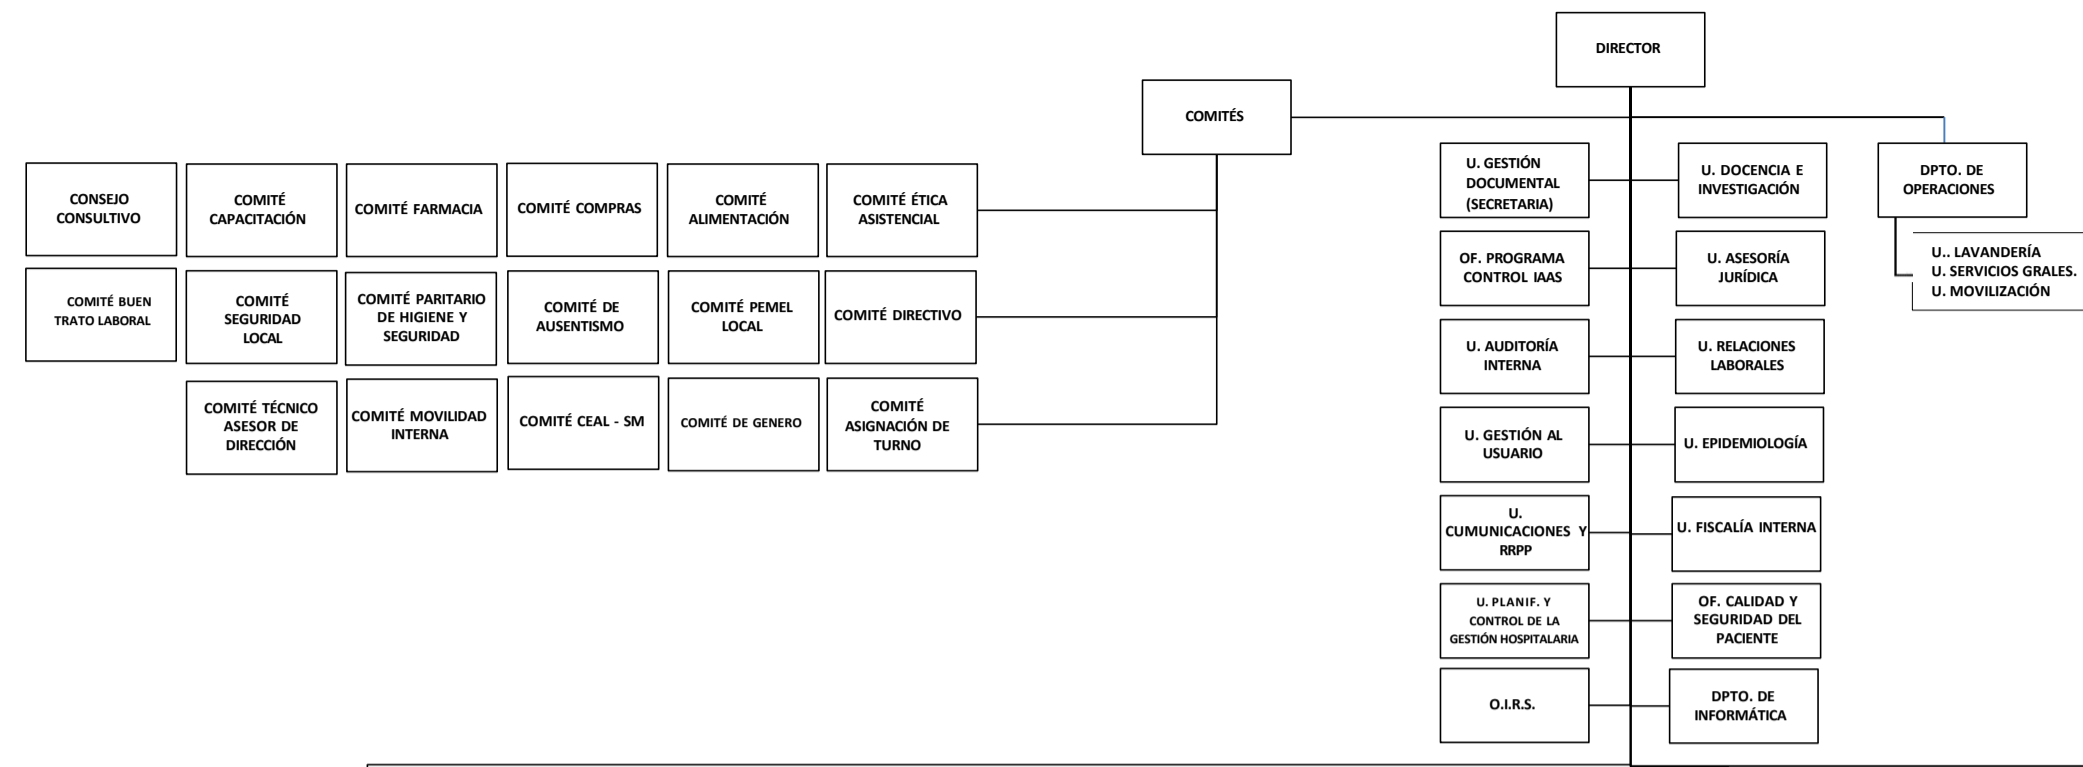 DIRECTOR
COMITÉS
CONSEJO
CONSULTIVO
COMITÉ
CAPACITACIÓN
COMITÉ FARMACIA
COMITÉ COMPRAS
COMITÉ
ALIMENTACIÓN
COMITÉ ÉTICA
ASISTENCIAL
COMITÉ BUEN
TRATO LABORAL
COMITÉ
SEGURIDAD
LOCAL
COMITÉ PARITARIO
DE HIGIENE Y
SEGURIDAD
COMITÉ DE
AUSENTISMO
COMITÉ PEMEL
LOCAL
COMITÉ DIRECTIVO
COMITÉ TÉCNICO
ASESOR DE
DIRECCIÓN
COMITÉ MOVILIDAD
INTERNA
COMITÉ CEAL - SM
COMITÉ DE GENERO
COMITÉ
ASIGNACIÓN DE
TURNO
U. GESTIÓN
DOCUMENTAL
(SECRETARIA)
U. DOCENCIA E
INVESTIGACIÓN
DPTO. DE
OPERACIONES
U.. LAVANDERÍA
U. SERVICIOS GRALES.
U. MOVILIZACIÓN
OF. PROGRAMA
CONTROL IAAS
U. ASESORÍA
JURÍDICA
U. AUDITORÍA
INTERNA
U. RELACIONES
LABORALES
U. GESTIÓN AL
USUARIO
U. EPIDEMIOLOGÍA
U.
CUMUNICACIONES Y
RRPP
U. FISCALÍA INTERNA
U. PLANIF. Y
CONTROL DE LA
GESTIÓN HOSPITALARIA
OF. CALIDAD Y
SEGURIDAD DEL
PACIENTE
O.I.R.S.
DPTO. DE
INFORMÁTICA